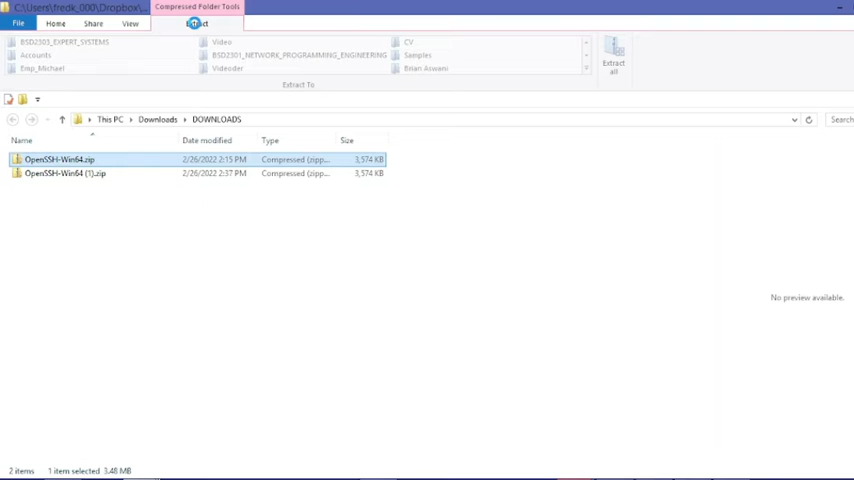 C:\Users\fredk_000\Dropbox\...
Compressed Folder Tools
File Home Share View Extract
BSD2303_EXPERT_SYSTEMS Video CV
Accounts BSD2301_NETWORK_PROGRAMMING_ENGINEERING Samples
Emp_Michael Videoder Brian Aswani
Extract all
Extract To
This PC Downloads DOWNLOADS Search
Name Date modified Type Size
OpenSSH-Win64.zip 2/26/2022 2:15 PM Compressed (zipp... 3,574 KB
OpenSSH-Win64 (1).zip 2/26/2022 2:37 PM Compressed (zipp... 3,574 KB
No preview available.
2 items 1 item selected 3.48 MB